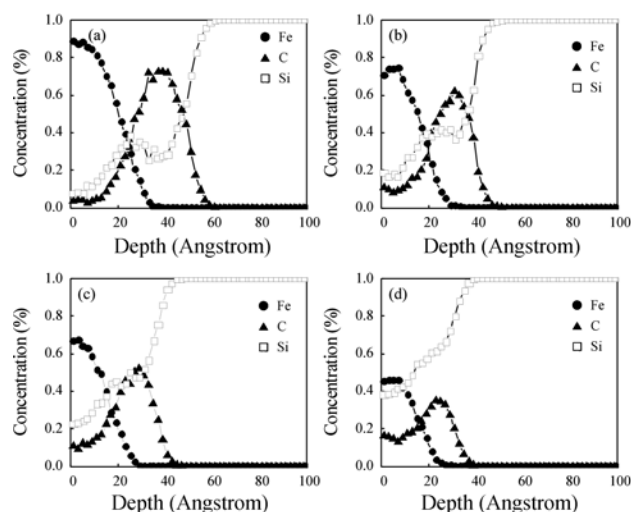 (a)
Fe
C
Si
Concentration (%)
1.0
0.8
0.6
0.4
0.2
0.0
0 20 40 60 80 100
Depth (Angstrom)
(b)
Fe
C
Si
Concentration (%)
1.0
0.8
0.6
0.4
0.2
0.0
0 20 40 60 80 100
Depth (Angstrom)
(c)
Fe
C
Si
Concentration (%)
1.0
0.8
0.6
0.4
0.2
0.0
0 20 40 60 80 100
Depth (Angstrom)
(d)
Fe
C
Si
Concentration (%)
1.0
0.8
0.6
0.4
0.2
0.0
0 20 40 60 80 100
Depth (Angstrom)